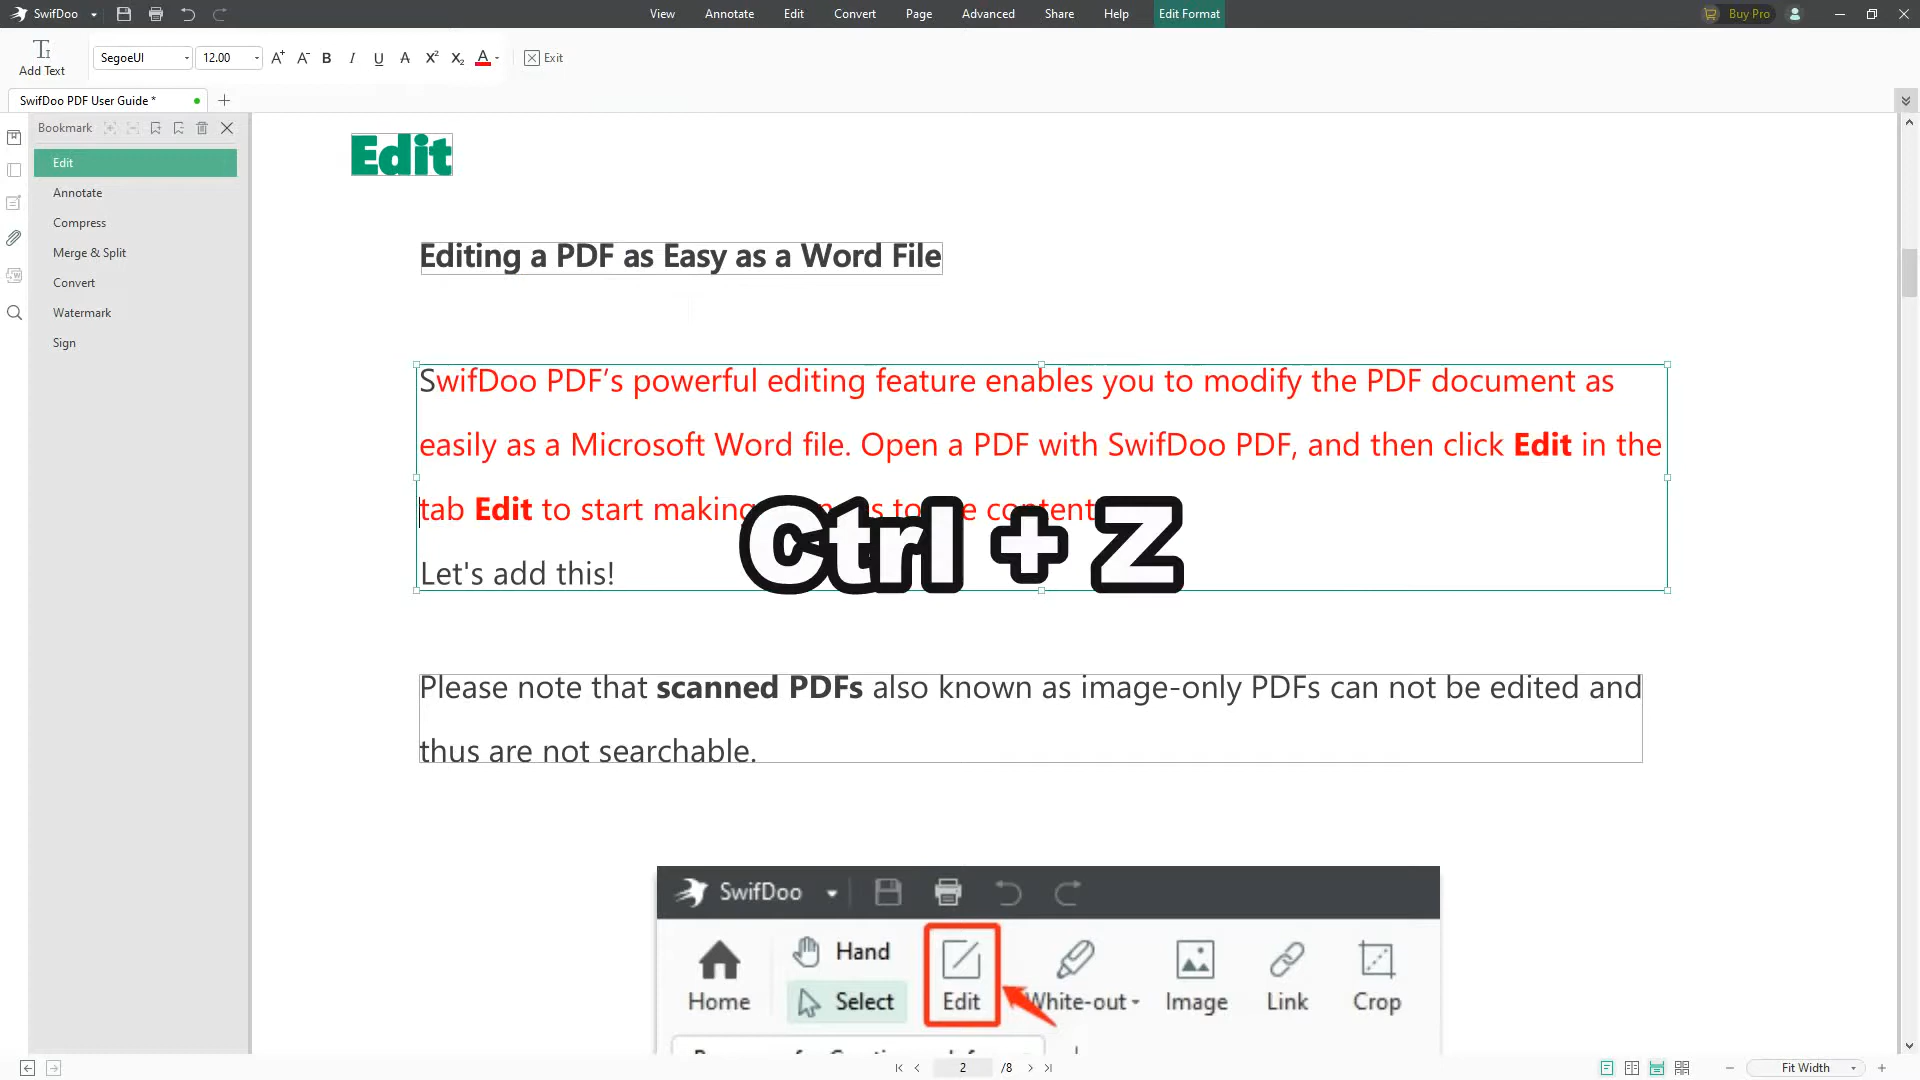 SwifDoo
View Annotate Edit Convert Page Advanced Share Help Edit Format
Buy Pro
Add Text
SegoeUI 12.00
Exit
SwifDoo PDF User Guide *
Bookmark
Edit
Annotate
Compress
Merge & Split
Convert
Watermark
Sign
Edit
Editing a PDF as Easy as a Word File
SwifDoo PDF’s powerful editing feature enables you to modify the PDF document as
easily as a Microsoft Word file. Open a PDF with SwifDoo PDF, and then click Edit in the
tab Edit to start making to content
Ctrl + Z
Let's add this!
Please note that scanned PDFs also known as image-only PDFs can not be edited and
thus are not searchable.
SwifDoo
Home Hand Select Edit White-out Image Link Crop
2 /8
Fit Width